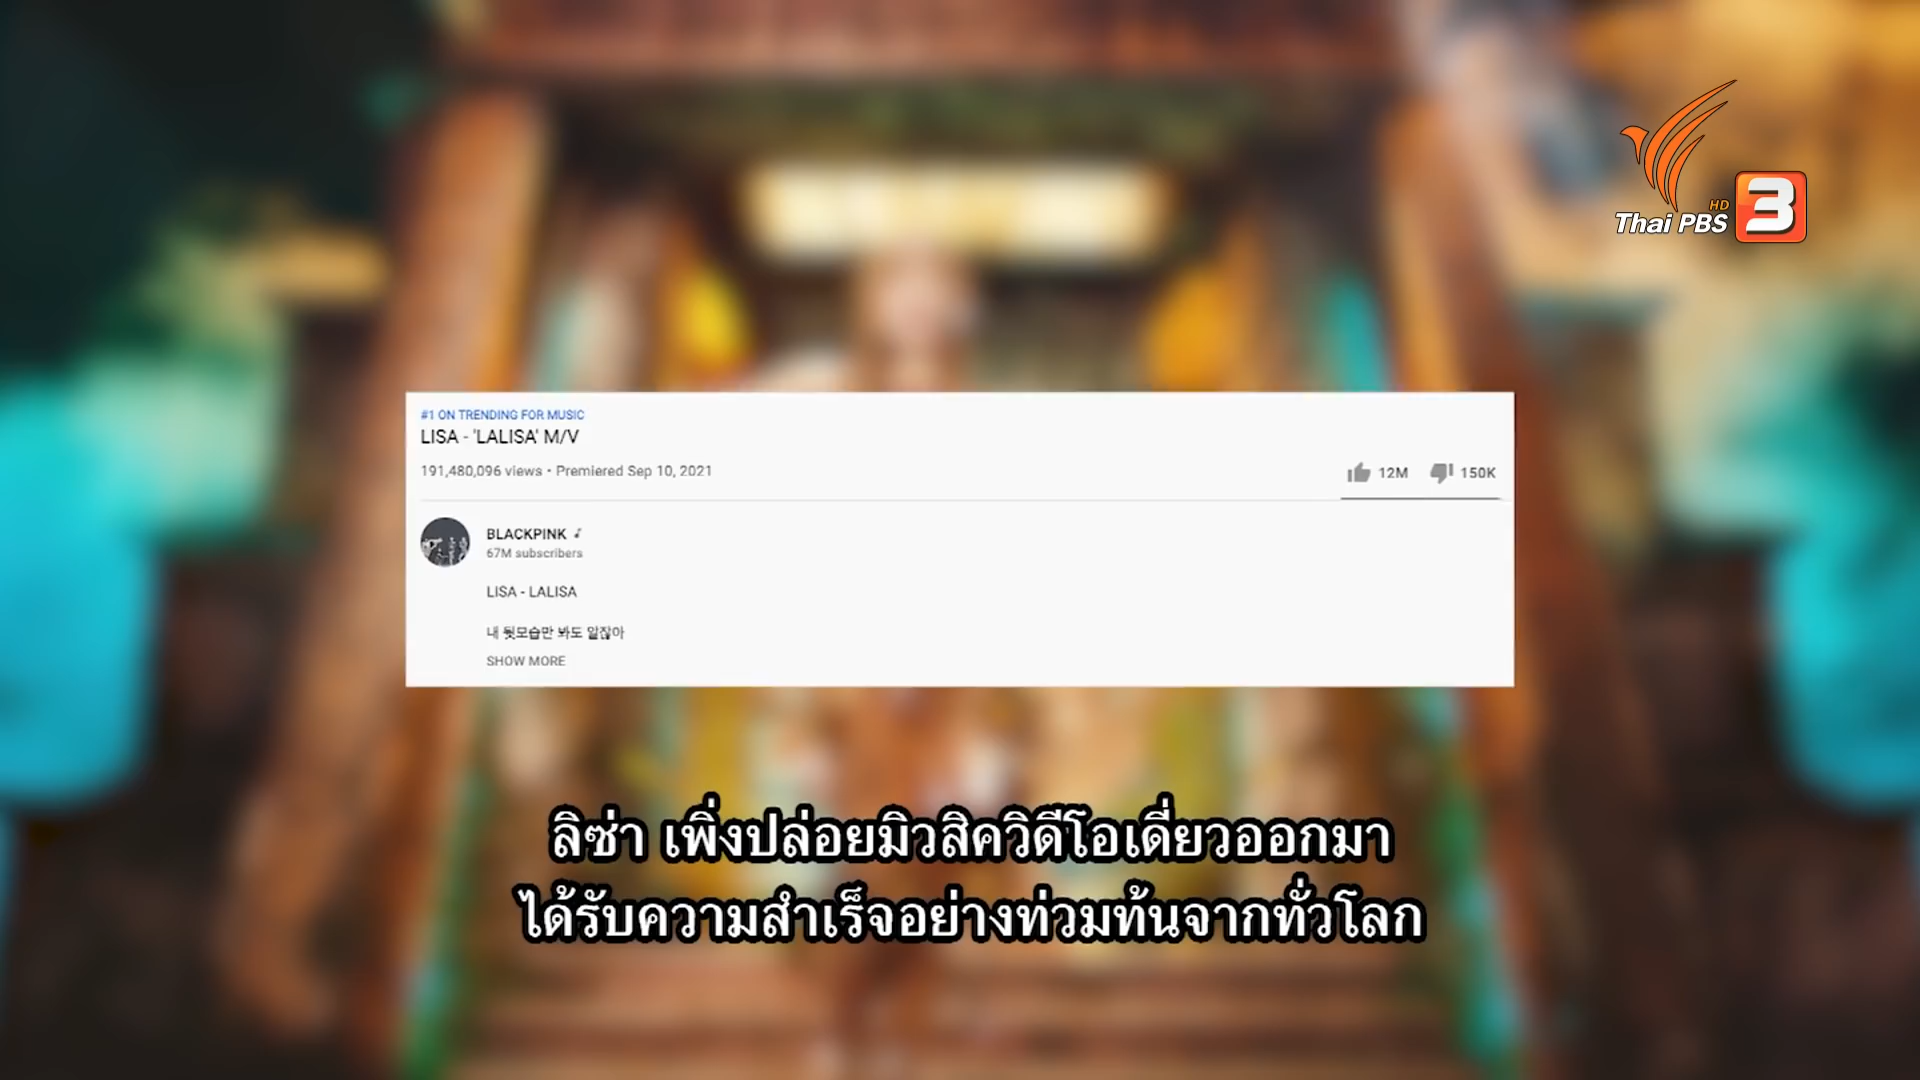 HD
Thai PBS 3
#1 ON TRENDING FOR MUSIC
LISA - 'LALISA' M/V
191,480,096 views • Premiered Sep 10, 2021
12M 150K
BLACKPINK
67M subscribers
LISA - LALISA
내 뒷모습만 봐도 알잖아
SHOW MORE
ลิซ่า เพิ่งปล่อยมิวสิควิดีโอเดี่ยวออกมา
ได้รับความสำเร็จอย่างท่วมท้นจากทั่วโลก